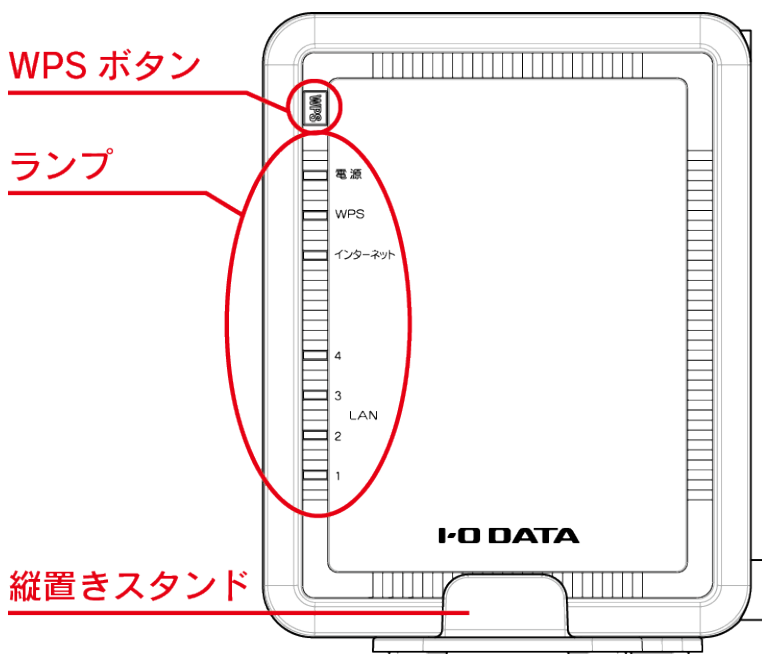 WPS ボタン
WPS
ランプ
電源
WPS
インターネット
4
3
LAN
2
1
I-O DATA
縦置きスタンド